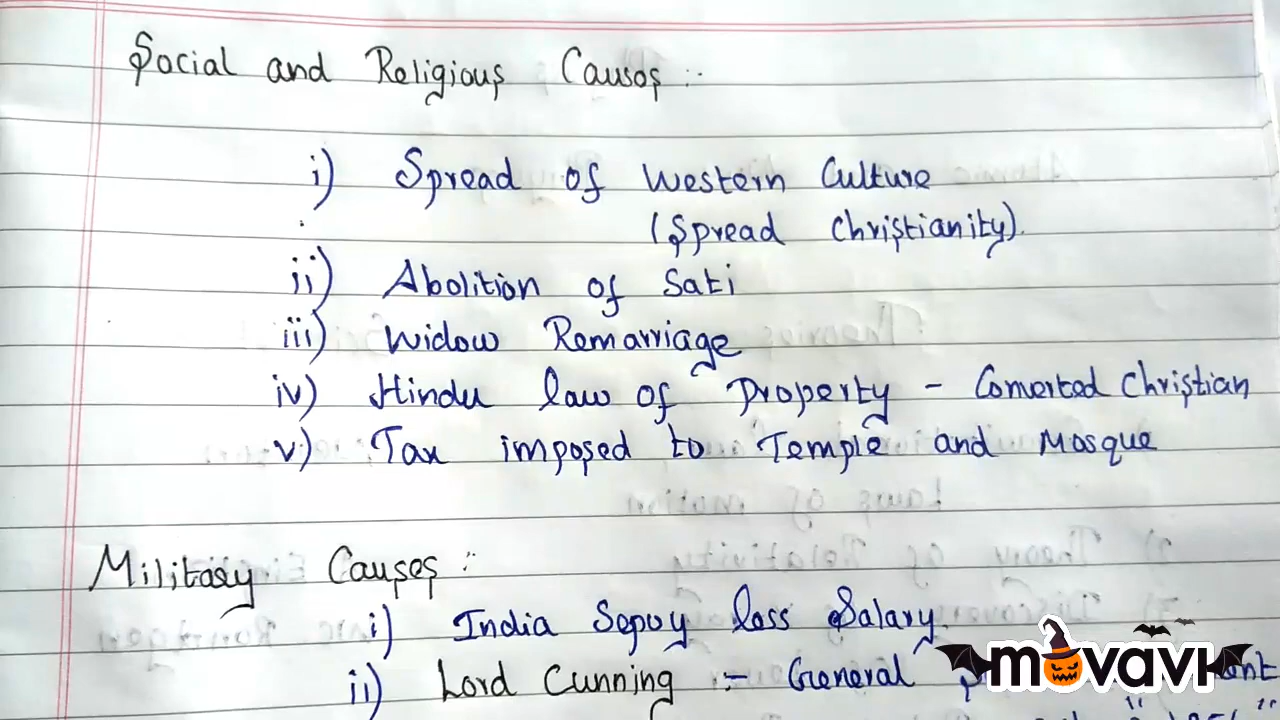 Social and Religious Causes :-
i) Spread of Western Culture
(Spread Christianity).
ii) Abolition of Sati
iii) Widow Remarriage
iv) Hindu law of Property - Converted Christian
v) Tax imposed to Temple and Mosque
Military Causes :
i) India Sepoy less Salary.
ii) Lord Cunning :- General
movavi